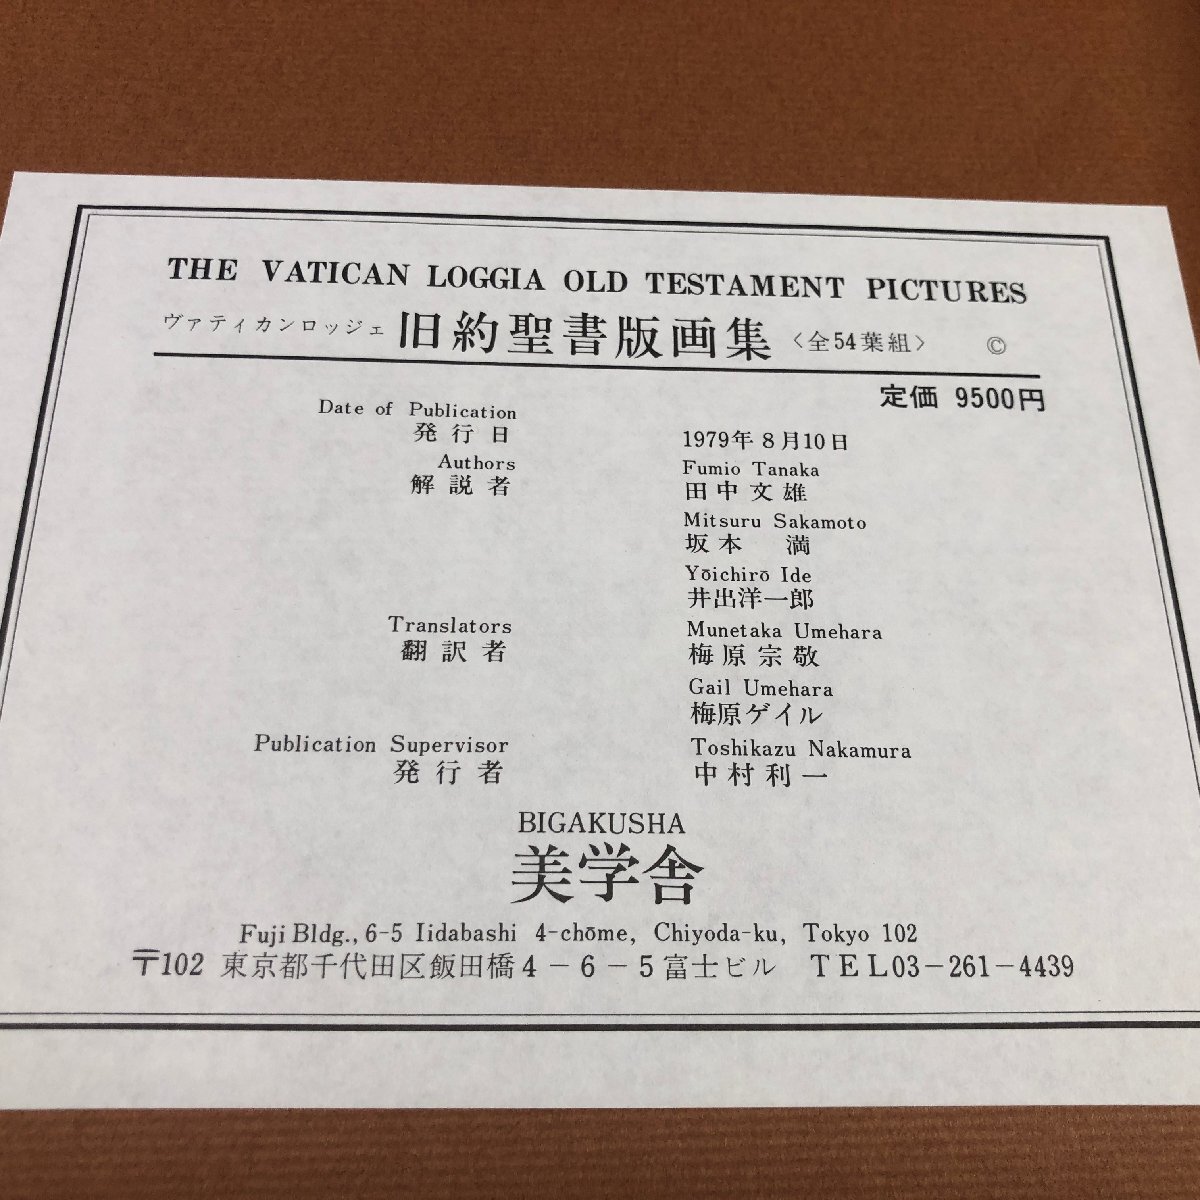 THE VATICAN LOGGIA OLD TESTAMENT PICTURES
ヴァティカンロッジェ 旧約聖書版画集 〈全54葉組〉 ©
定価 9500円
Date of Publication
発行日 1979年8月10日
Authors Fumio Tanaka
解説者 田中文雄
Mitsuru Sakamoto
坂本 満
Yōichirō Ide
井出洋一郎
Translators Munetaka Umehara
翻訳者 梅原宗敬
Gail Umehara
梅原ゲイル
Publication Supervisor Toshikazu Nakamura
発行者 中村利一
BIGAKUSHA
美学舎
Fuji Bldg., 6-5 Iidabashi 4-chōme, Chiyoda-ku, Tokyo 102
〒102 東京都千代田区飯田橋4－6－5富士ビル TEL03－261－4439